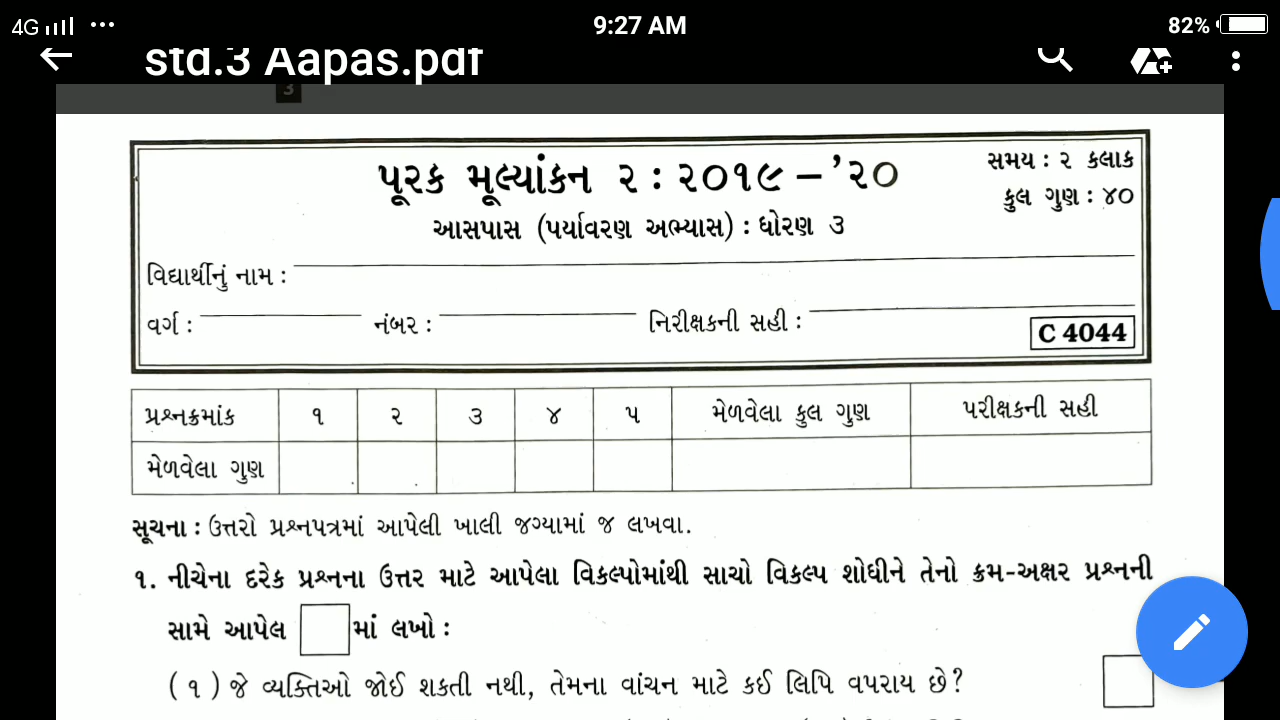 4G 9:27 AM 82%
std.3 Aapas.pdf
3
પૂરક મૂલ્યાંકન ૨ : ૨૦૧૯ – ’૨૦
સમય : ૨ કલાક
આસપાસ (પર્યાવરણ અભ્યાસ) : ધોરણ ૩
કુલ ગુણ : ૪૦
વિદ્યાર્થીનું નામ :
વર્ગ : નંબર : નિરીક્ષકની સહી :
C 4044
પ્રશ્નક્રમાંક ૧ ૨ ૩ ૪ ૫ મેળવેલા કુલ ગુણ પરીક્ષકની સહી
મેળવેલા ગુણ
સૂચના : ઉત્તરો પ્રશ્નપત્રમાં આપેલી ખાલી જગ્યામાં જ લખવા.
૧. નીચેના દરેક પ્રશ્નના ઉત્તર માટે આપેલા વિકલ્પોમાંથી સાચો વિકલ્પ શોધીને તેનો ક્રમ-અક્ષર પ્રશ્નની
સામે આપેલ માં લખો :
(૧) જે વ્યક્તિઓ જોઈ શકતી નથી, તેમના વાંચન માટે કઈ લિપિ વપરાય છે?